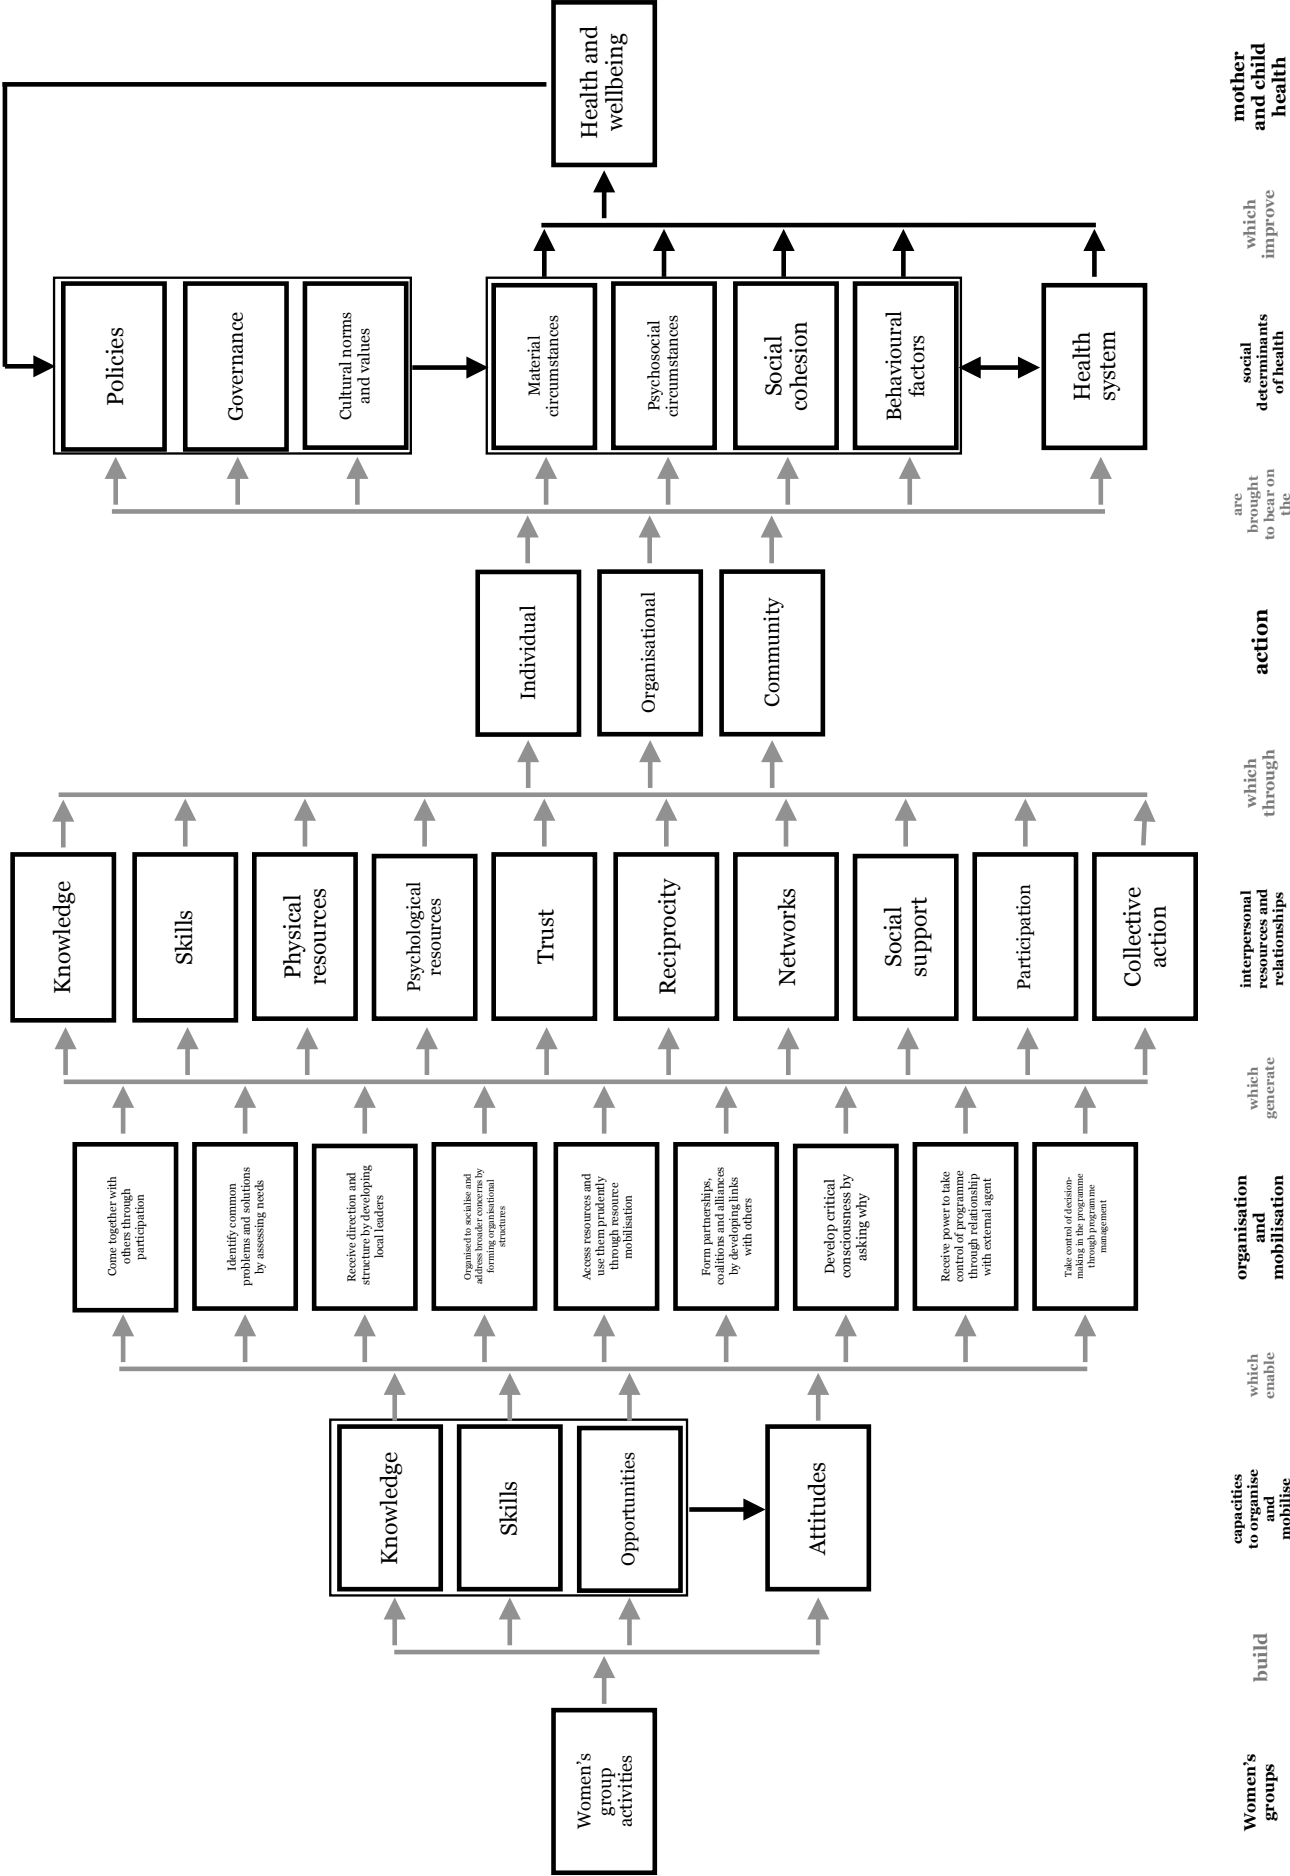 Women's
group
activities
Knowledge
Skills
Opportunities
Attitudes
Come together with
others through
participation
Identify common
problems and solutions
by assessing needs
Receive direction and
structure by developing
local leaders
Organised to socialise and
address broader concerns by
forming organisational
structures
Access resources and
use them prudently
through resource
mobilisation
Form partnerships,
coalitions and alliances
by developing links
with others
Develop critical
consciousness by
asking why
Receive power to take
control of programme
through relationship
with external agent
Take control of decision-
making in the programme
through programme
management
Knowledge
Skills
Physical
resources
Psychological
resources
Trust
Reciprocity
Networks
Social
support
Participation
Collective
action
Individual
Organisational
Community
Policies
Governance
Cultural norms
and values
Material
circumstances
Psychosocial
circumstances
Social
cohesion
Behavioural
factors
Health
system
Health and
wellbeing
Women's
groups
build
capacities
to organise
and
mobilise
which
enable
organisation
and
mobilisation
which
generate
interpersonal
resources and
relationships
which
through
action
are
brought
to bear on
the
social
determinants
of health
which
improve
mother
and child
health